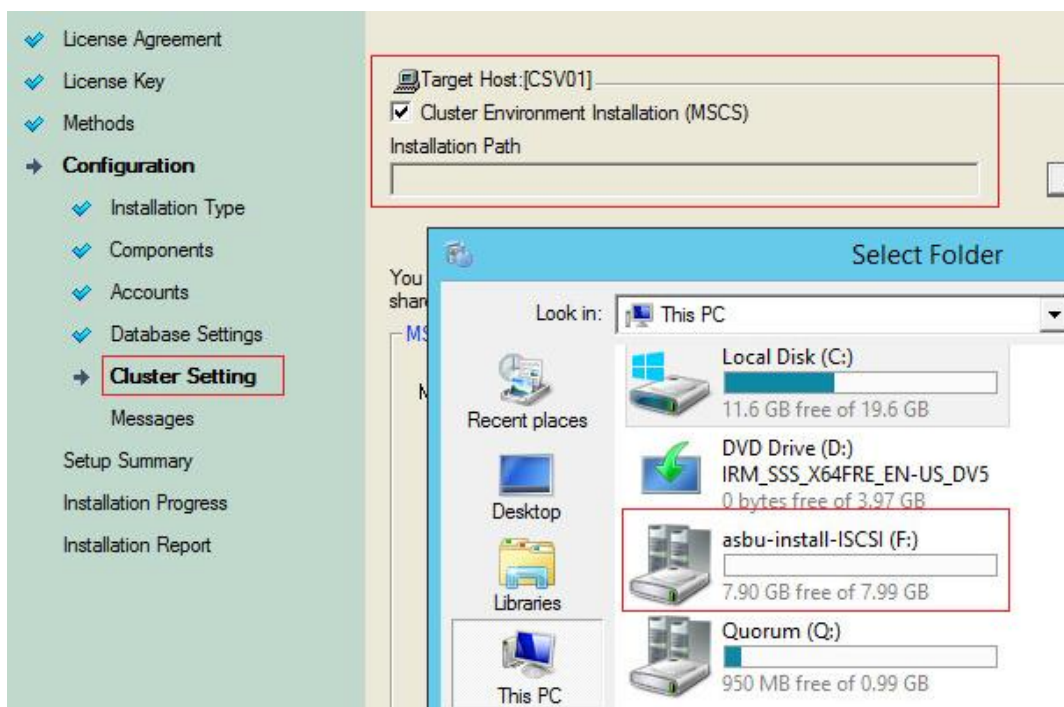 License Agreement
License Key
Methods
Configuration
Installation Type
Components
Accounts
Database Settings
Cluster Setting
Messages
Setup Summary
Installation Progress
Installation Report
Target Host:[CSV01]
Cluster Environment Installation (MSCS)
Installation Path
You
shar
MS
Select Folder
Look in:
This PC
Recent places
Desktop
Libraries
This PC
Local Disk (C:)
11.6 GB free of 19.6 GB
DVD Drive (D:)
IRM_SSS_X64FRE_EN-US_DV5
0 bytes free of 3.97 GB
asbu-install-ISCSI (F:)
7.90 GB free of 7.99 GB
Quorum (Q:)
950 MB free of 0.99 GB